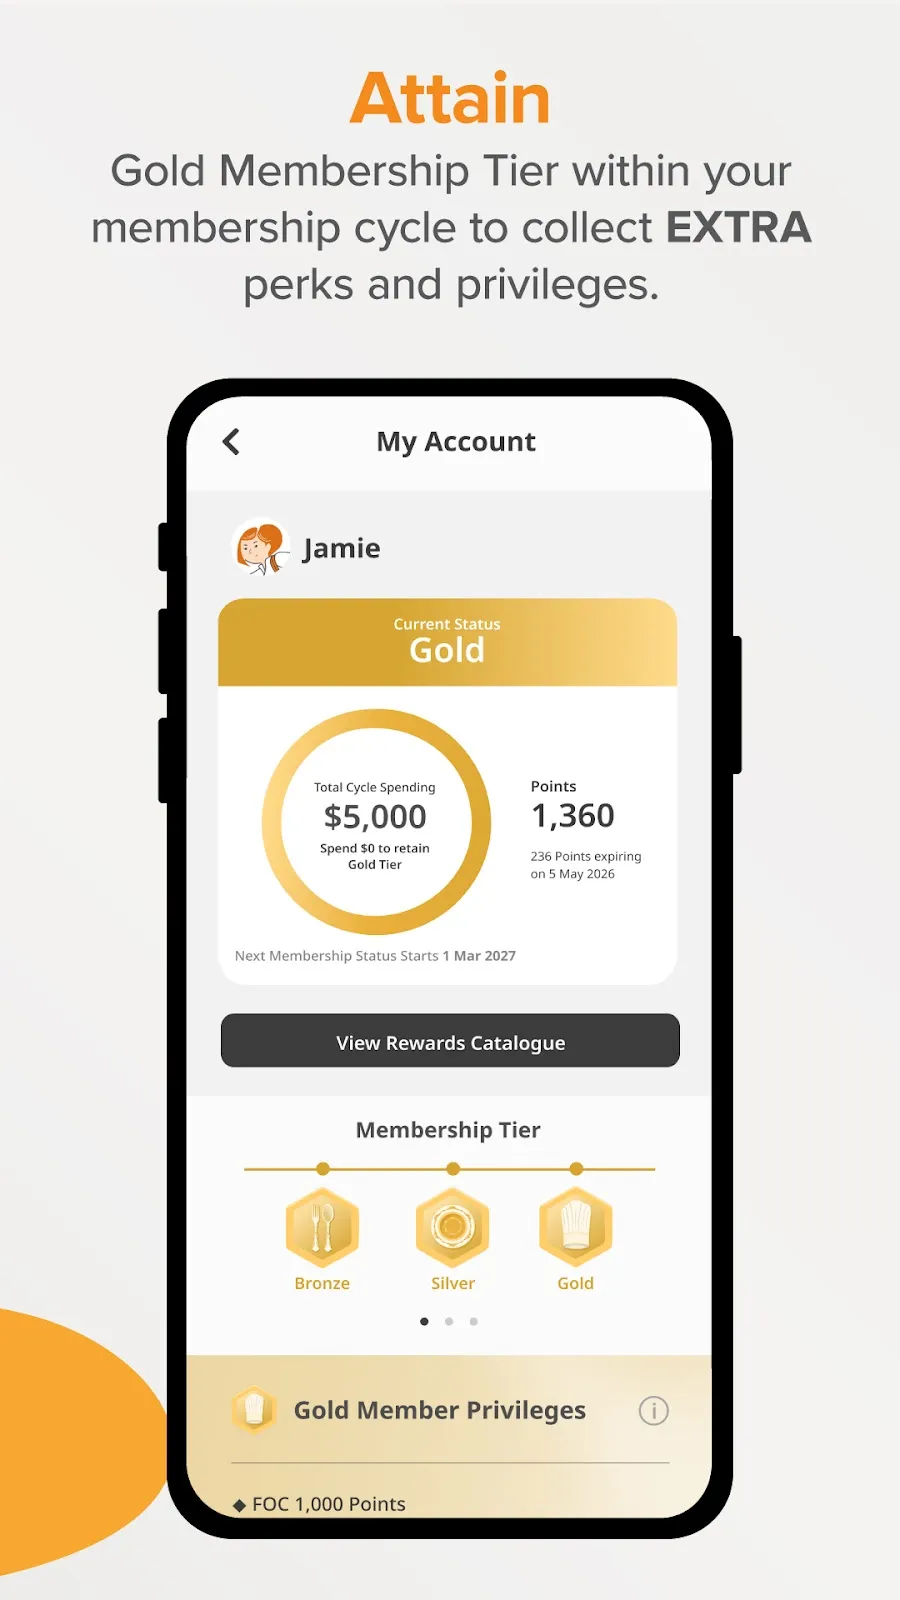 Attain
Gold Membership Tier within your
membership cycle to collect EXTRA
perks and privileges.
My Account
Jamie
Current Status
Gold
Total Cycle Spending
$5,000
Spend $0 to retain
Gold Tier
Points
1,360
236 Points expiring
on 5 May 2026
Next Membership Status Starts 1 Mar 2027
View Rewards Catalogue
Membership Tier
Bronze
Silver
Gold
Gold Member Privileges
◆ FOC 1,000 Points